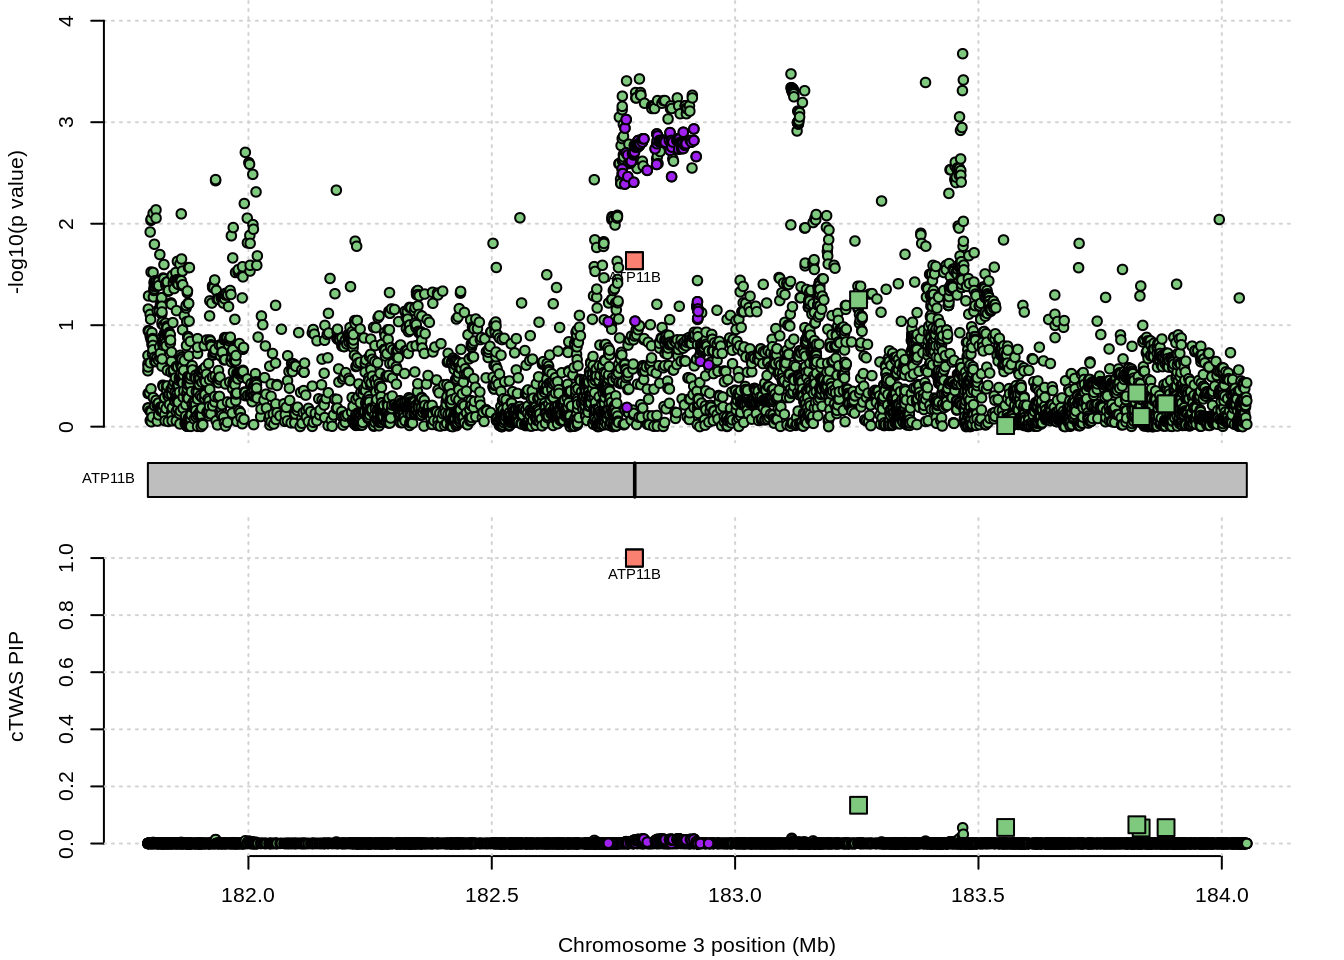 -log10(p value)
4
3
2
1
0
ATP11B
ATP11B
cTWAS PIP
1.0
0.8
0.6
0.4
0.2
0.0
ATP11B
182.0 182.5 183.0 183.5 184.0
Chromosome 3 position (Mb)